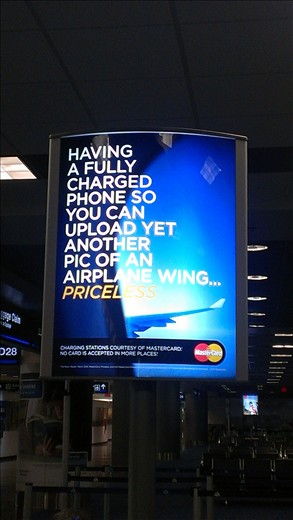 HAVING
A FULLY
CHARGED
PHONE SO
YOU CAN
UPLOAD YET
ANOTHER
PIC OF AN
AIRPLANE WING...
PRICELESS
CHARGING STATIONS COURTESY OF MASTERCARD:
NO CARD IS ACCEPTED IN MORE PLACES!
MasterCard
Claim
D28